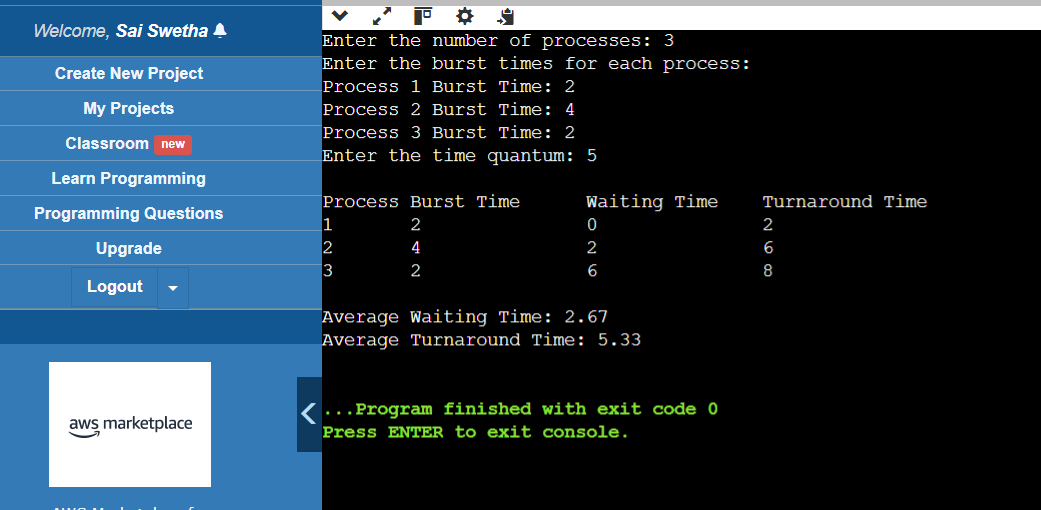 Welcome, Sai Swetha
Create New Project
My Projects
Classroom new
Learn Programming
Programming Questions
Upgrade
Logout
aws marketplace
Enter the number of processes: 3
Enter the burst times for each process:
Process 1 Burst Time: 2
Process 2 Burst Time: 4
Process 3 Burst Time: 2
Enter the time quantum: 5
Process Burst Time Waiting Time Turnaround Time
1 2 0 2
2 4 2 6
3 2 6 8
Average Waiting Time: 2.67
Average Turnaround Time: 5.33
...Program finished with exit code 0
Press ENTER to exit console.